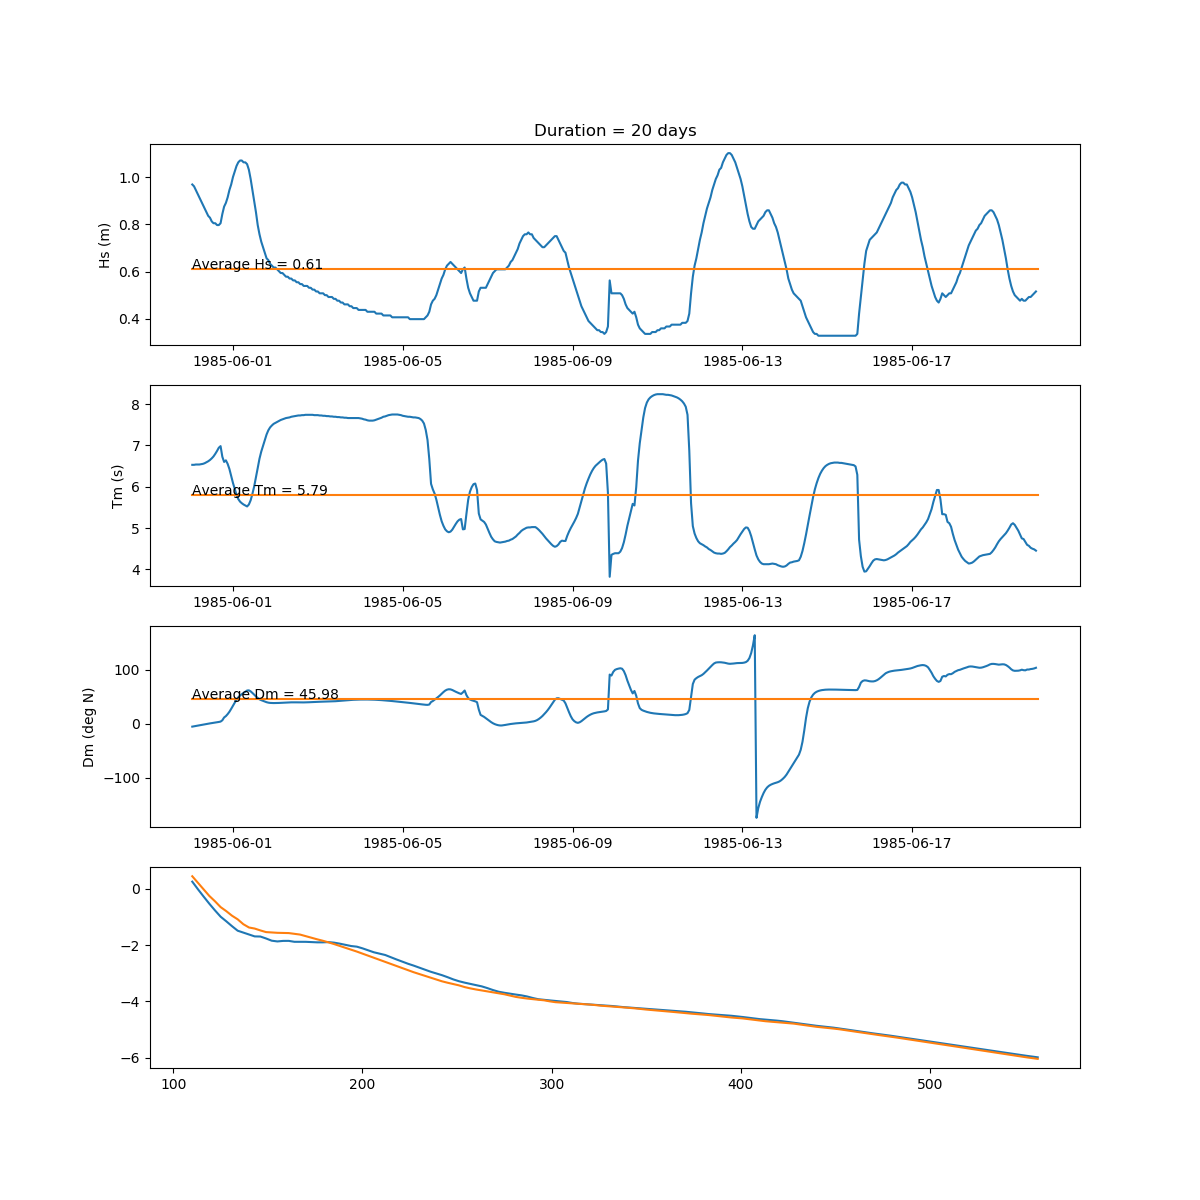 Duration = 20 days
1.0
0.8
0.6
0.4
Hs (m)
Average Hs = 0.61
1985-06-01 1985-06-05 1985-06-09 1985-06-13 1985-06-17
8
7
6
5
4
Tm (s)
Average Tm = 5.79
1985-06-01 1985-06-05 1985-06-09 1985-06-13 1985-06-17
100
0
−100
Dm (deg N)
Average Dm = 45.98
1985-06-01 1985-06-05 1985-06-09 1985-06-13 1985-06-17
0
−2
−4
−6
100 200 300 400 500